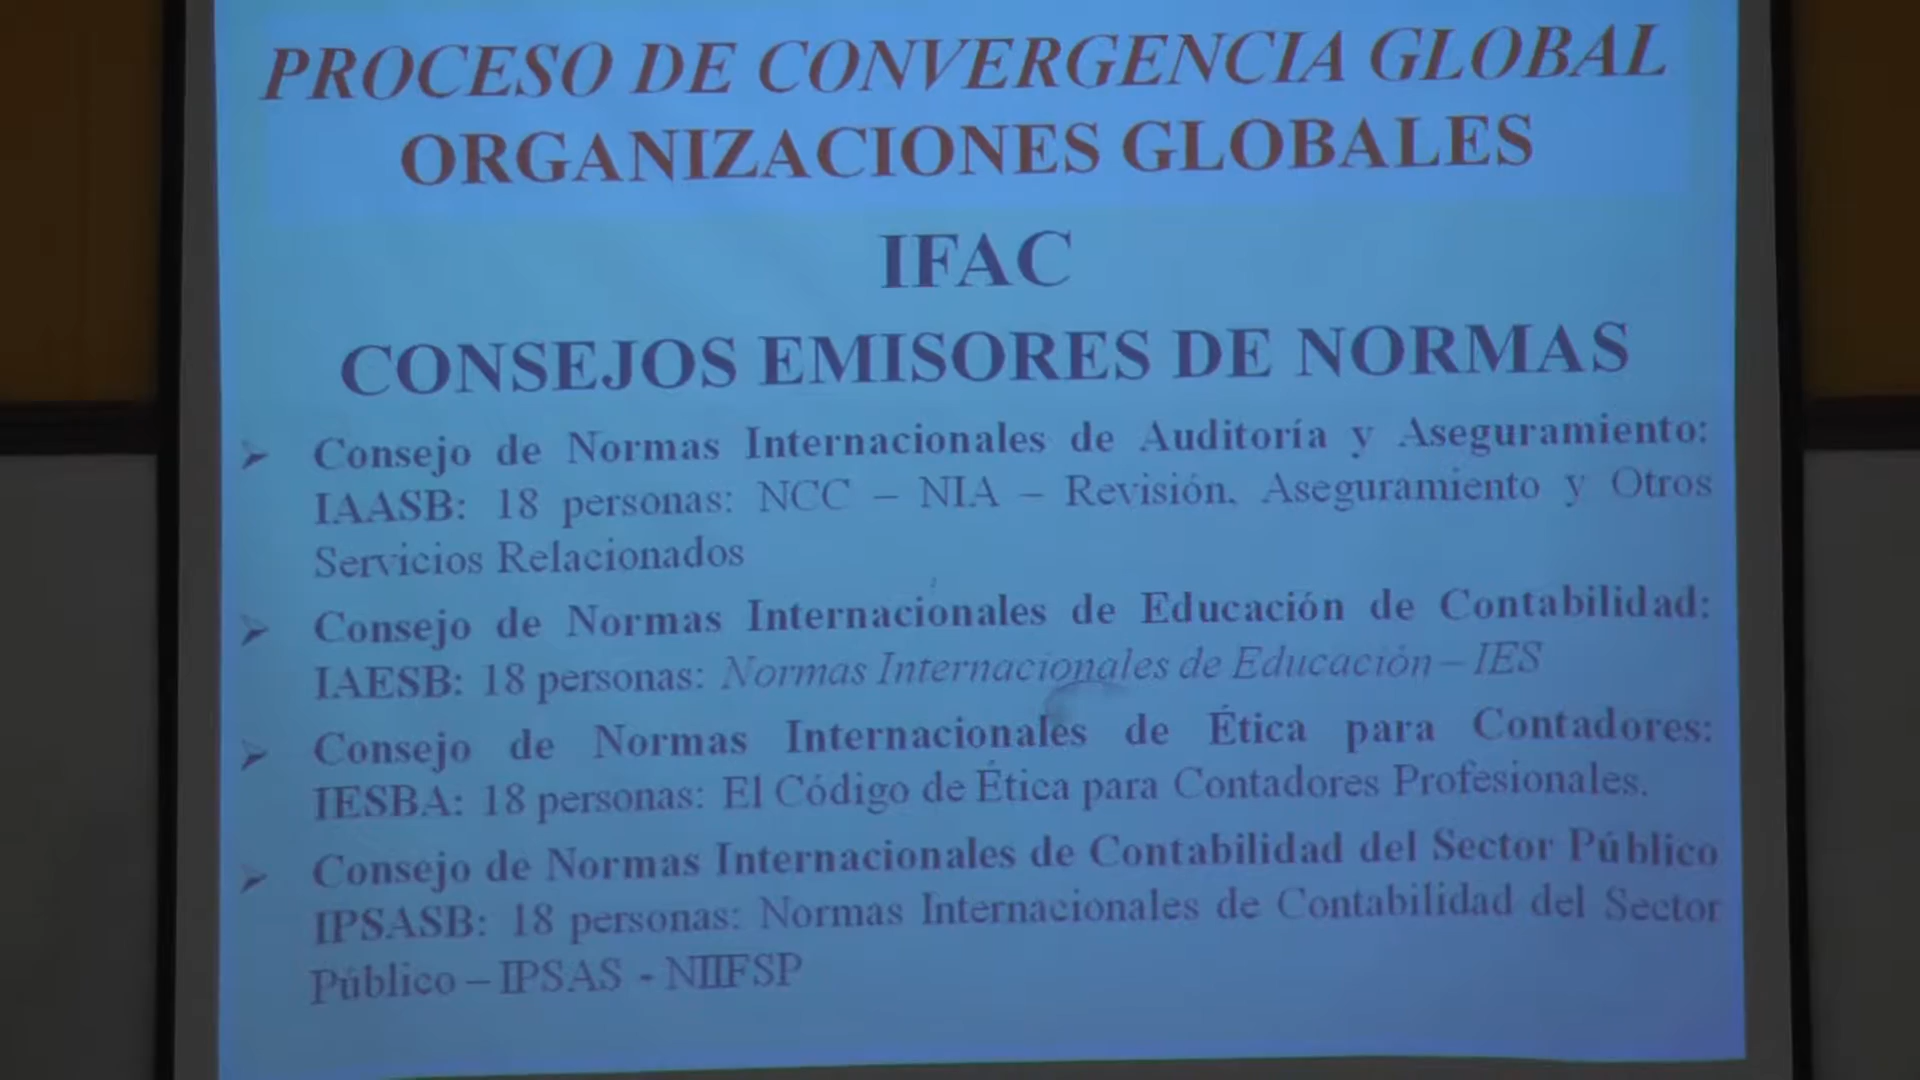 PROCESO DE CONVERGENCIA GLOBAL
ORGANIZACIONES GLOBALES
IFAC
CONSEJOS EMISORES DE NORMAS
➢ Consejo de Normas Internacionales de Auditoría y Aseguramiento:
IAASB: 18 personas: NCC – NIA – Revisión, Aseguramiento y Otros
Servicios Relacionados
➢ Consejo de Normas Internacionales de Educación de Contabilidad:
IAESB: 18 personas: Normas Internacionales de Educación – IES
➢ Consejo de Normas Internacionales de Ética para Contadores:
IESBA: 18 personas: El Código de Ética para Contadores Profesionales.
➢ Consejo de Normas Internacionales de Contabilidad del Sector Público
IPSASB: 18 personas: Normas Internacionales de Contabilidad del Sector
Público – IPSAS - NIIFSP